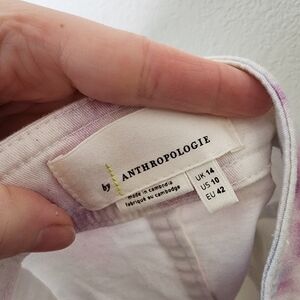 by ANTHROPOLOGIE
made in cambodia
fabriqué au cambodge
UK 14
US 10
EU 42